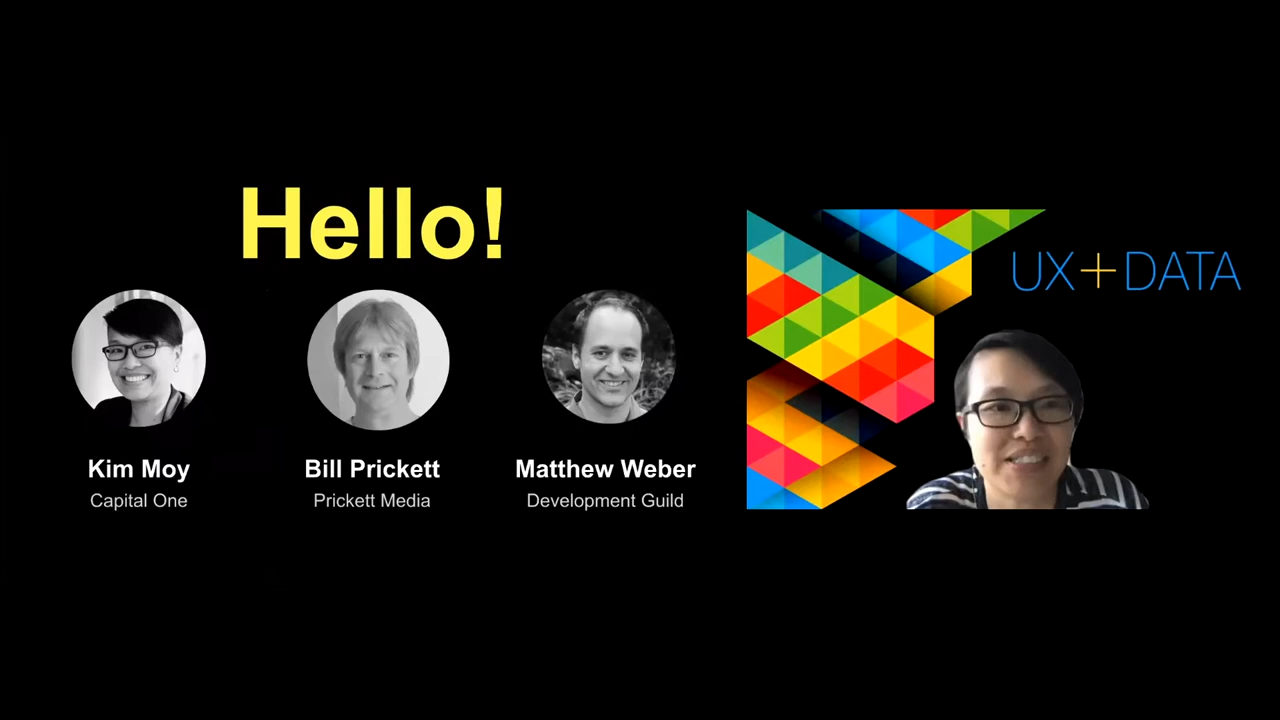 Hello!
Kim Moy
Capital One
Bill Prickett
Prickett Media
Matthew Weber
Development Guild
UX+DATA